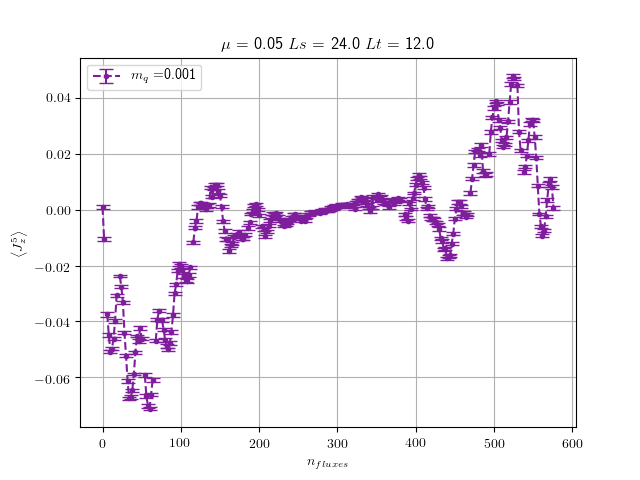 μ = 0.05 Ls = 24.0 Lt = 12.0
m_q =0.001
0.04
0.02
0.00
−0.02
−0.04
−0.06
⟨J_z^5⟩
0 100 200 300 400 500 600
n_fluxes